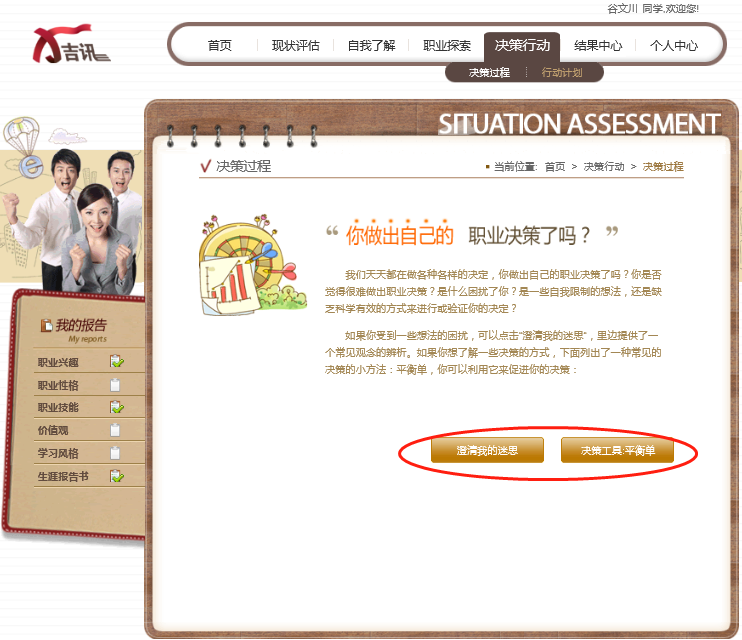 谷文川 同学,欢迎您!
吉讯
首页 现状评估 自我了解 职业探索 决策行动 结果中心 个人中心
决策过程 行动计划
SITUATION ASSESSMENT
决策过程
当前位置: 首页 > 决策行动 > 决策过程
“ 你做出自己的 职业决策了吗？ ”
我们天天都在做各种各样的决定，你做出自己的职业决策了吗？你是否
觉得很难做出职业决策？是什么困扰了你？是一些自我限制的想法，还是缺
乏科学有效的方式来进行或验证你的决定？
如果你受到一些想法的困扰，可以点击“澄清我的迷思”，里边提供了一
个常见观念的辨析。如果你想了解一些决策的方式，下面列出了一种常见的
决策的小方法：平衡单，你可以利用它来促进你的决策：
澄清我的迷思 决策工具:平衡单
我的报告
My reports
职业兴趣
职业性格
职业技能
价值观
学习风格
生涯报告书